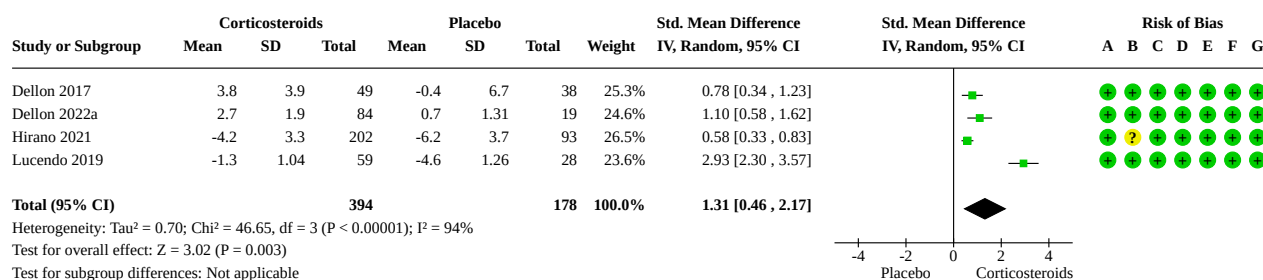 Corticosteroids Placebo Std. Mean Difference Std. Mean Difference Risk of Bias
Study or Subgroup Mean SD Total Mean SD Total Weight IV, Random, 95% CI IV, Random, 95% CI A B C D E F G
Dellon 2017 3.8 3.9 49 -0.4 6.7 38 25.3% 0.78 [0.34 , 1.23] + + + + + + +
Dellon 2022a 2.7 1.9 84 0.7 1.31 19 24.6% 1.10 [0.58 , 1.62] + + + + + + +
Hirano 2021 -4.2 3.3 202 -6.2 3.7 93 26.5% 0.58 [0.33 , 0.83] + ? + + + + +
Lucendo 2019 -1.3 1.04 59 -4.6 1.26 28 23.6% 2.93 [2.30 , 3.57] + + + + + + +
Total (95% CI) 394 178 100.0% 1.31 [0.46 , 2.17]
Heterogeneity: Tau² = 0.70; Chi² = 46.65, df = 3 (P < 0.00001); I² = 94%
Test for overall effect: Z = 3.02 (P = 0.003)
-4 -2 0 2 4
Test for subgroup differences: Not applicable
Placebo Corticosteroids